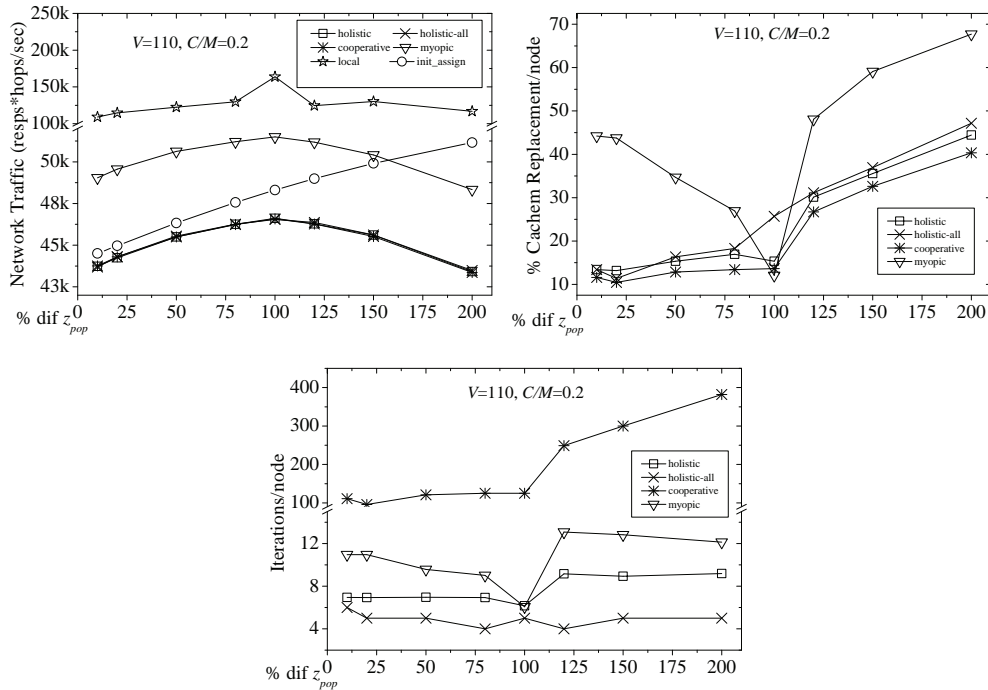 Network Traffic (resps*hops/sec)
250k
200k
150k
100k
50k
48k
45k
43k
V=110, C/M=0.2
holistic
holistic-all
cooperative
myopic
local
init_assign
0 25 50 75 100 125 150 175 200
% dif z_pop
% Cachem Replacement/node
70
60
50
40
30
20
10
V=110, C/M=0.2
holistic
holistic-all
cooperative
myopic
0 25 50 75 100 125 150 175 200
% dif z_pop
Iterations/node
400
300
200
100
12
8
4
V=110, C/M=0.2
holistic
holistic-all
cooperative
myopic
0 25 50 75 100 125 150 175 200
% dif z_pop